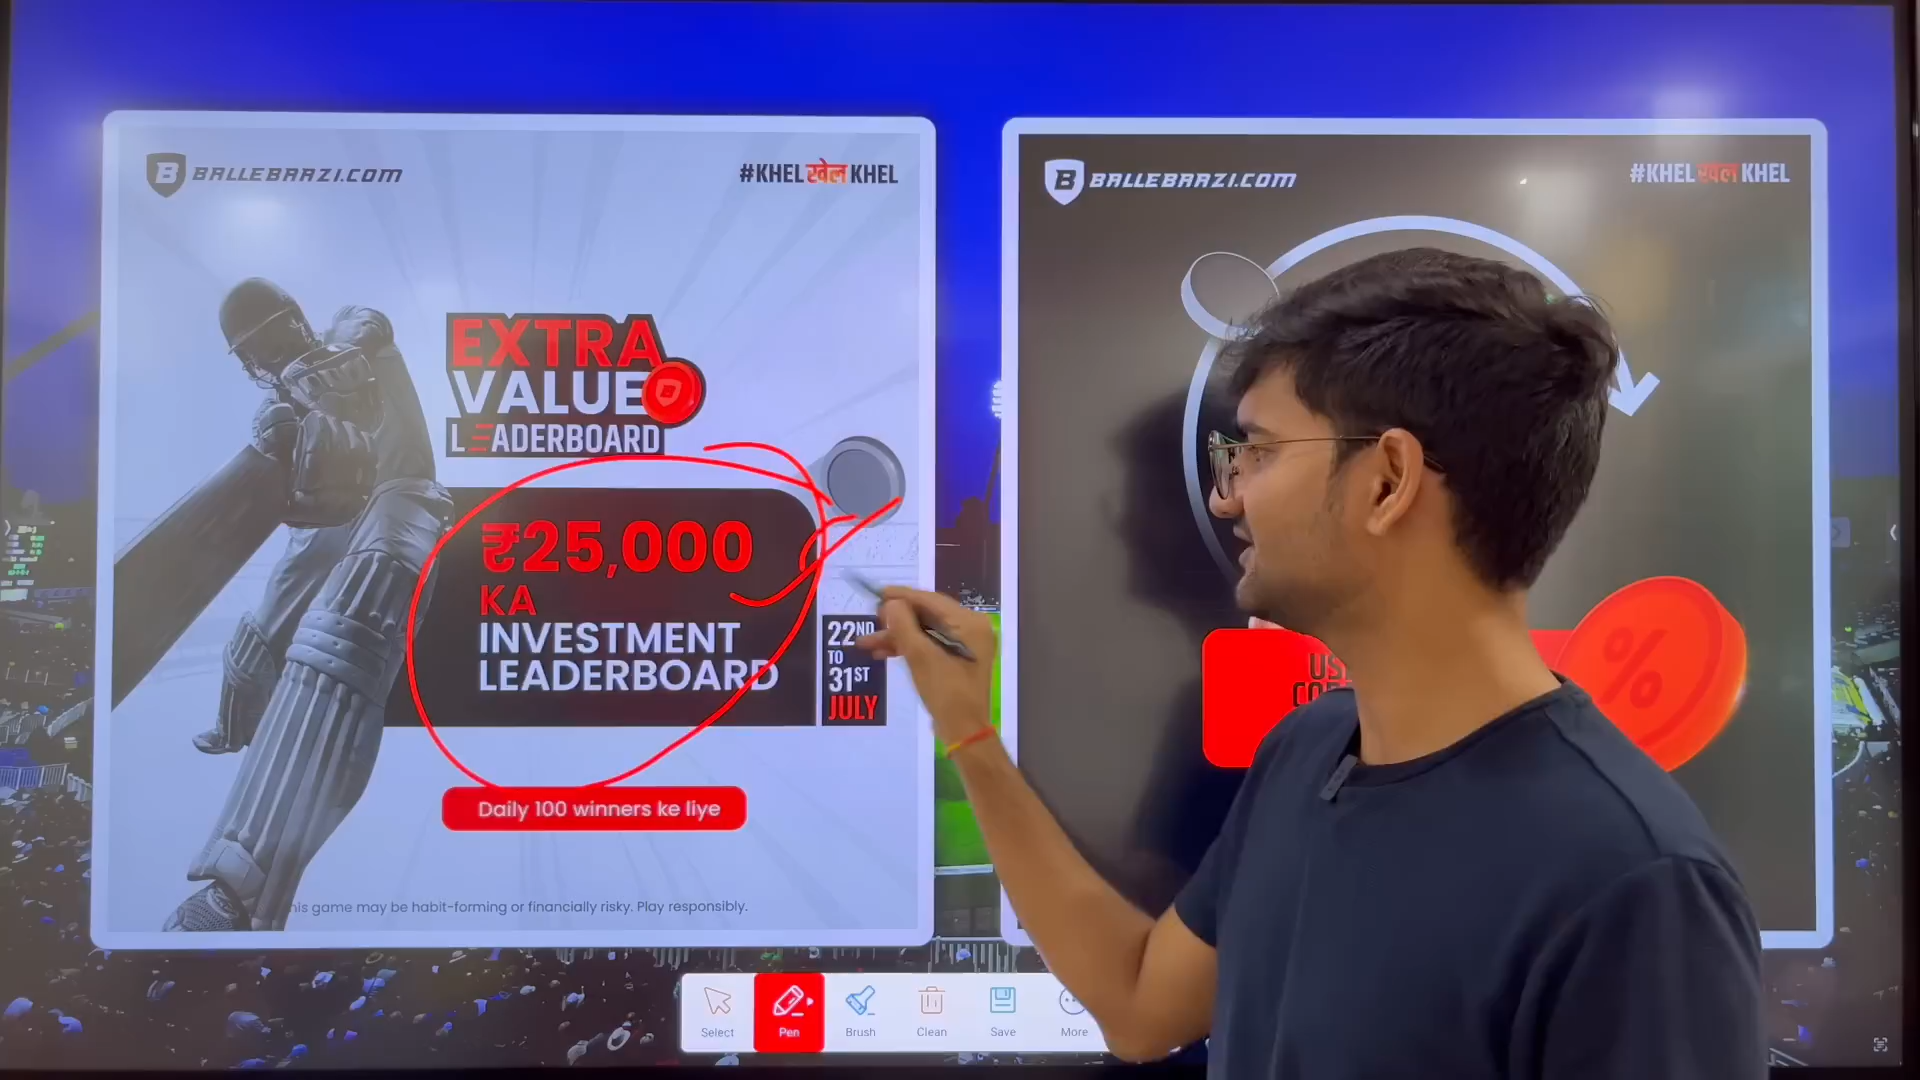 BALLEBAAZI.COM
#KHEL खेल KHEL
EXTRA
VALUE
LEADERBOARD
₹25,000
KA
INVESTMENT
LEADERBOARD
22ND
TO
31ST
JULY
Daily 100 winners ke liye
his game may be habit-forming or financially risky. Play responsibly.
B BALLEBAAZI.COM
#KHEL खेल KHEL
%
Select
Pen
Brush
Clean
Save
More